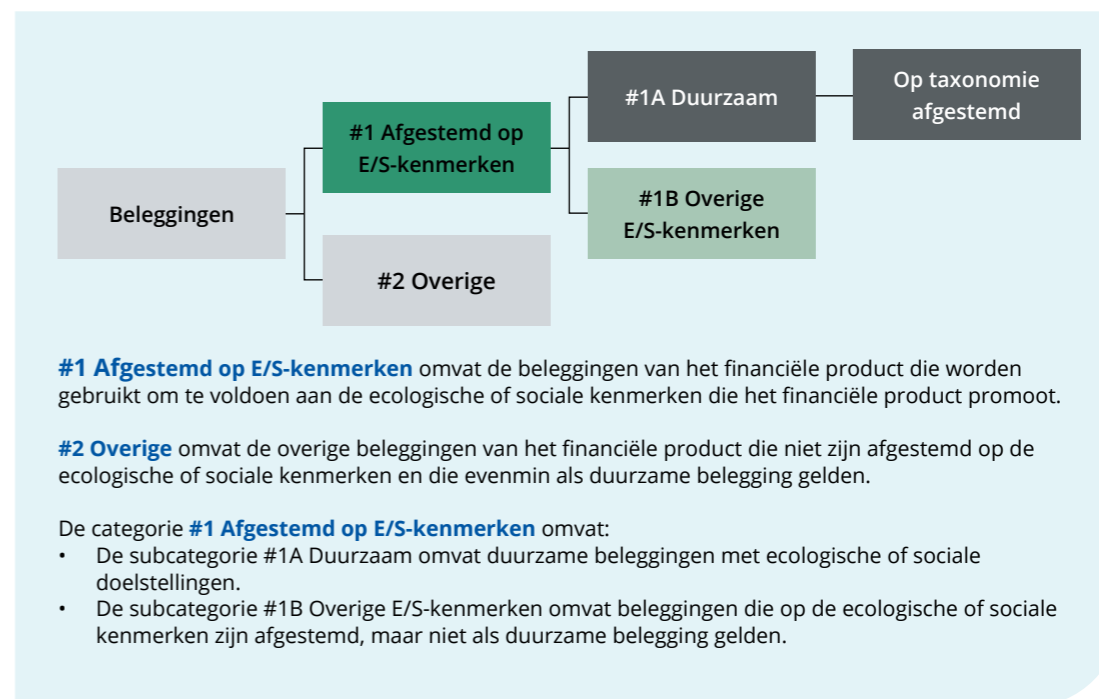 #1A Duurzaam
Op taxonomie
afgestemd
#1 Afgestemd op
E/S-kenmerken
#1B Overige
E/S-kenmerken
Beleggingen
#2 Overige
#1 Afgestemd op E/S-kenmerken omvat de beleggingen van het financiële product die worden
gebruikt om te voldoen aan de ecologische of sociale kenmerken die het financiële product promoot.
#2 Overige omvat de overige beleggingen van het financiële product die niet zijn afgestemd op de
ecologische of sociale kenmerken en die evenmin als duurzame belegging gelden.
De categorie #1 Afgestemd op E/S-kenmerken omvat:
• De subcategorie #1A Duurzaam omvat duurzame beleggingen met ecologische of sociale
doelstellingen.
• De subcategorie #1B Overige E/S-kenmerken omvat beleggingen die op de ecologische of sociale
kenmerken zijn afgestemd, maar niet als duurzame belegging gelden.